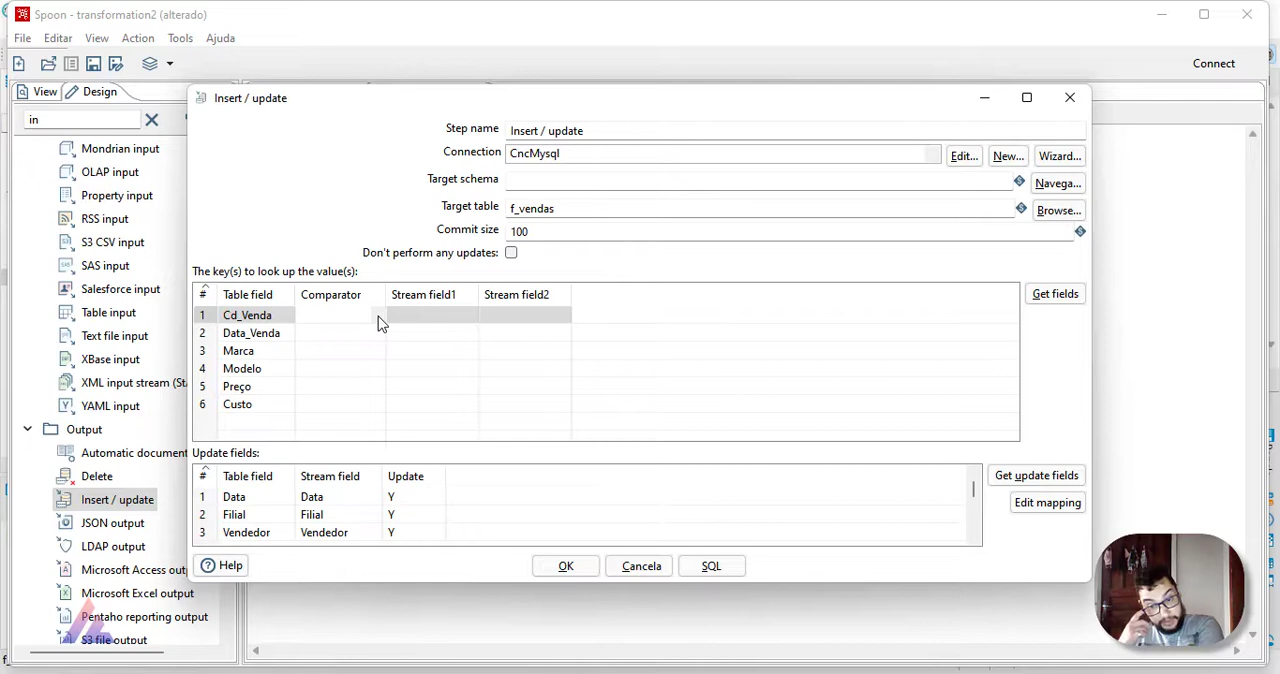 Spoon - transformation2 (alterado)
File Editar View Action Tools Ajuda
Connect
View Design
in
Mondrian input
OLAP input
Property input
RSS input
S3 CSV input
SAS input
Salesforce input
Table input
Text file input
XBase input
XML input stream (St
YAML input
Output
Automatic documen
Delete
Insert / update
JSON output
LDAP output
Microsoft Access outp
Microsoft Excel output
Pentaho reporting output
S3 file output
Insert / update
Step name Insert / update
Connection CncMysql Edit... New... Wizard...
Target schema Navega...
Target table f_vendas Browse...
Commit size 100
Don't perform any updates:
The key(s) to look up the value(s):
# Table field Comparator Stream field1 Stream field2 Get fields
1 Cd_Venda
2 Data_Venda
3 Marca
4 Modelo
5 Preço
6 Custo
Update fields:
# Table field Stream field Update Get update fields
1 Data Data Y
Edit mapping
2 Filial Filial Y
3 Vendedor Vendedor Y
Help OK Cancela SQL